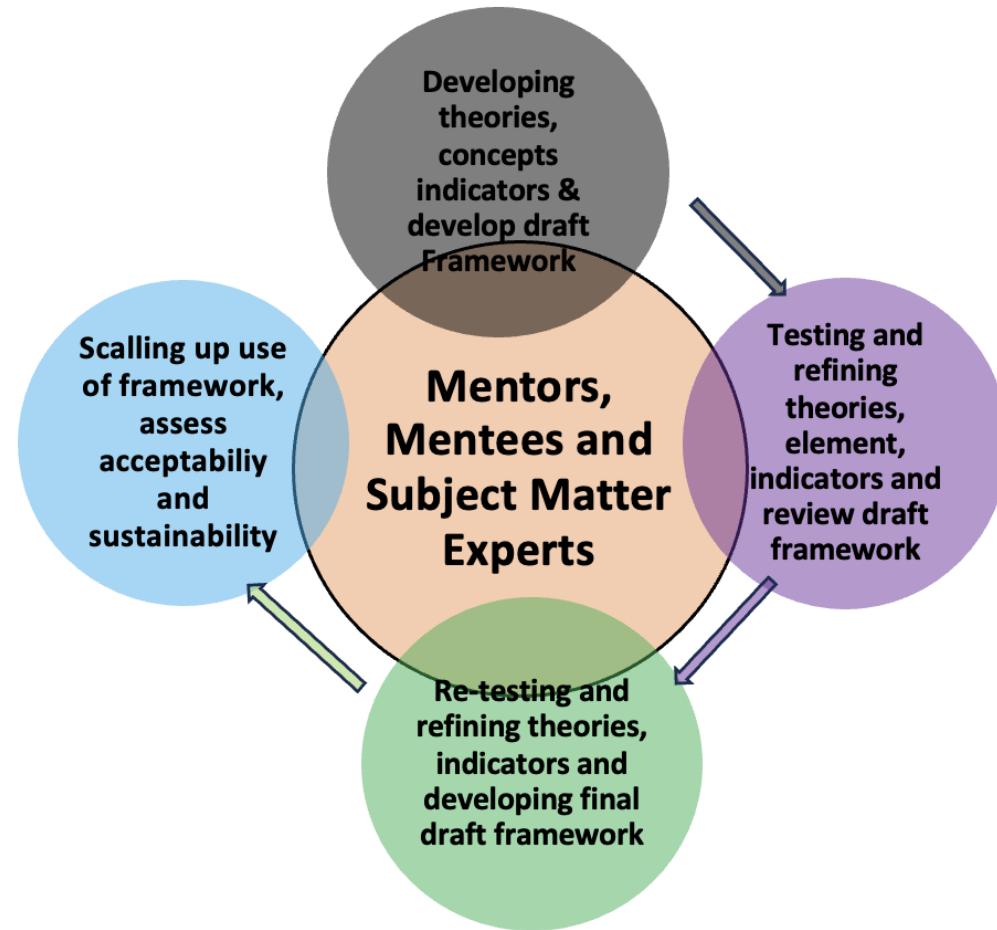 Developing
theories,
concepts
indicators &
develop draft
Framework
Testing and
refining
theories,
element,
indicators and
review draft
framework
Mentors,
Mentees and
Subject Matter
Experts
Scalling up use
of framework,
assess
acceptabiliy
and
sustainability
Re-testing and
refining theories,
indicators and
developing final
draft framework